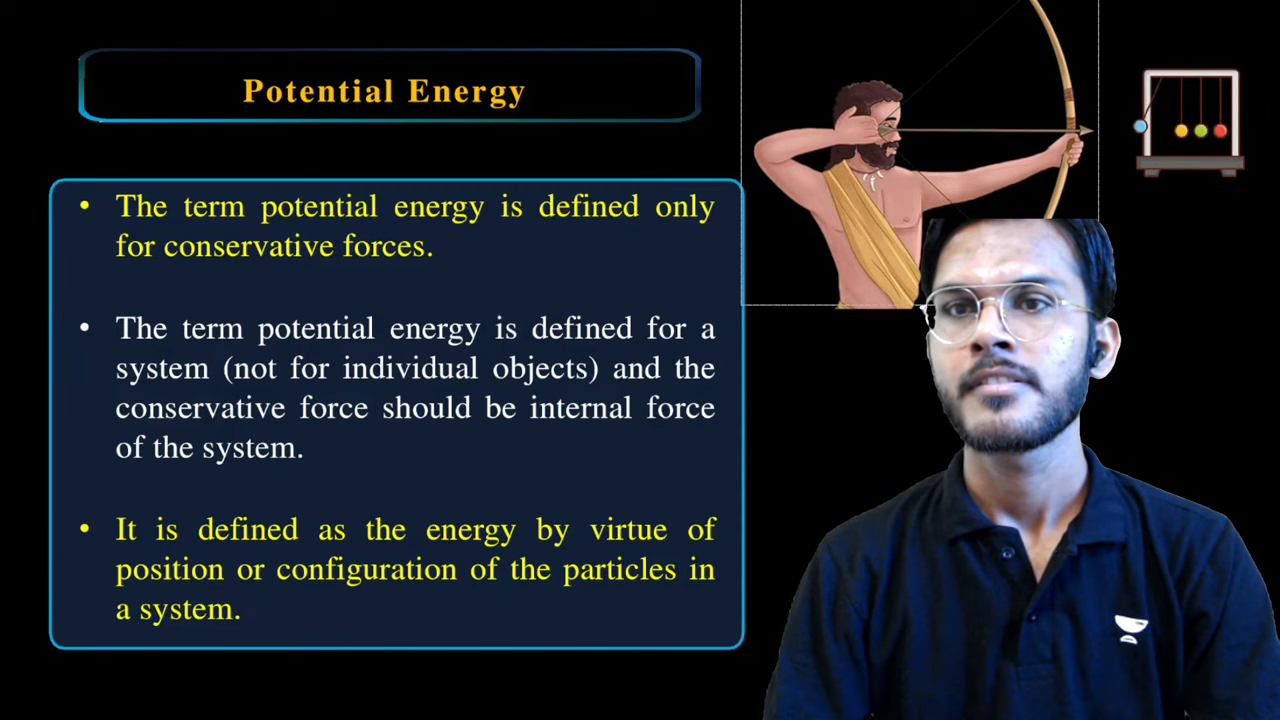 Potential Energy
• The term potential energy is defined only
for conservative forces.
• The term potential energy is defined for a
system (not for individual objects) and the
conservative force should be internal force
of the system.
• It is defined as the energy by virtue of
position or configuration of the particles in
a system.